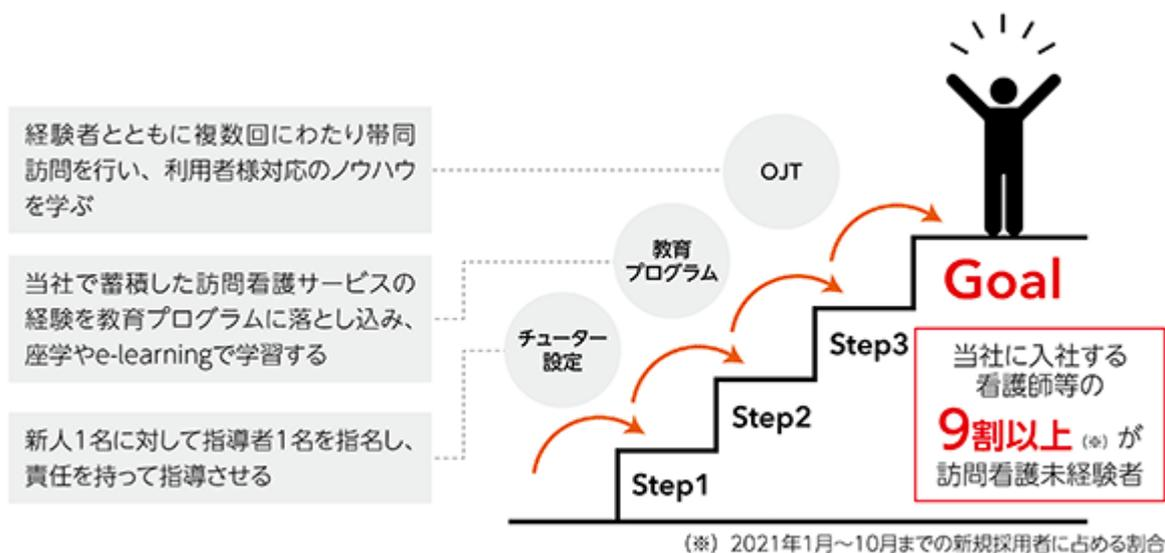 経験者とともに複数回にわたり帯同
訪問を行い、利用者様対応のノウハウ
を学ぶ
OJT
当社で蓄積した訪問看護サービスの
経験を教育プログラムに落とし込み、
座学やe-learningで学習する
教育
プログラム
新人1名に対して指導者1名を指名し、
責任を持って指導させる
チューター
設定
Step1
Step2
Step3
Goal
当社に入社する
看護師等の
9割以上(※)が
訪問看護未経験者
(※) 2021年1月〜10月までの新規採用者に占める割合